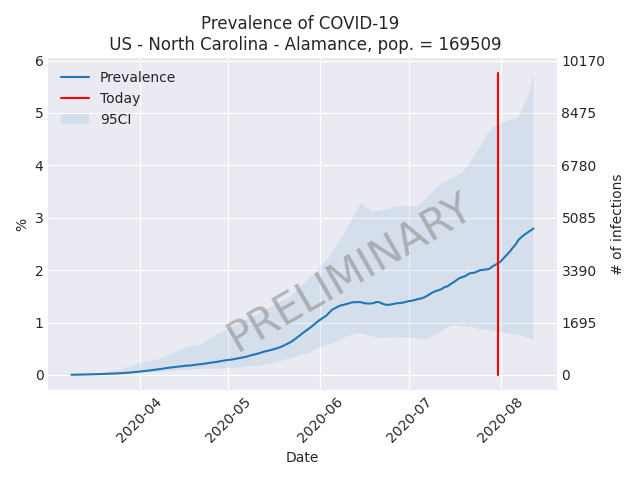 Prevalence of COVID-19
US - North Carolina - Alamance, pop. = 169509
Prevalence
Today
95CI
6
5
4
3
2
1
0
%
10170
8475
6780
5085
3390
1695
0
# of infections
PRELIMINARY
2020-04
2020-05
2020-06
2020-07
2020-08
Date